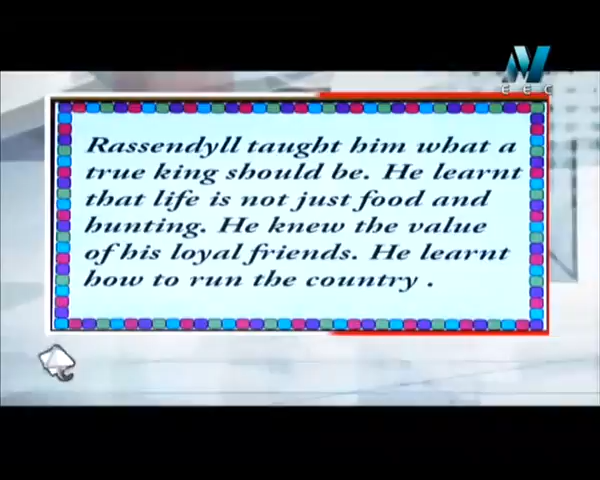 EEC
Rassendyll taught him what a
true king should be. He learnt
that life is not just food and
hunting. He knew the value
of his loyal friends. He learnt
how to run the country .